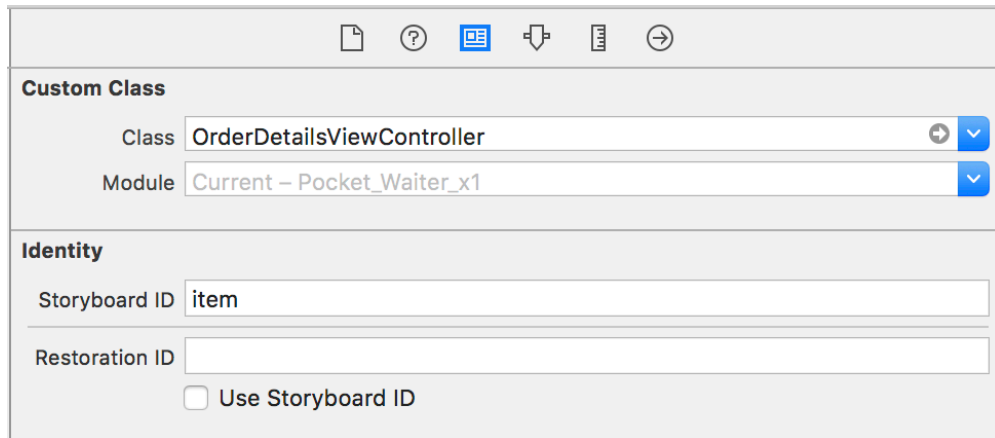 Custom Class
Class OrderDetailsViewController
Module Current – Pocket_Waiter_x1
Identity
Storyboard ID item
Restoration ID
Use Storyboard ID